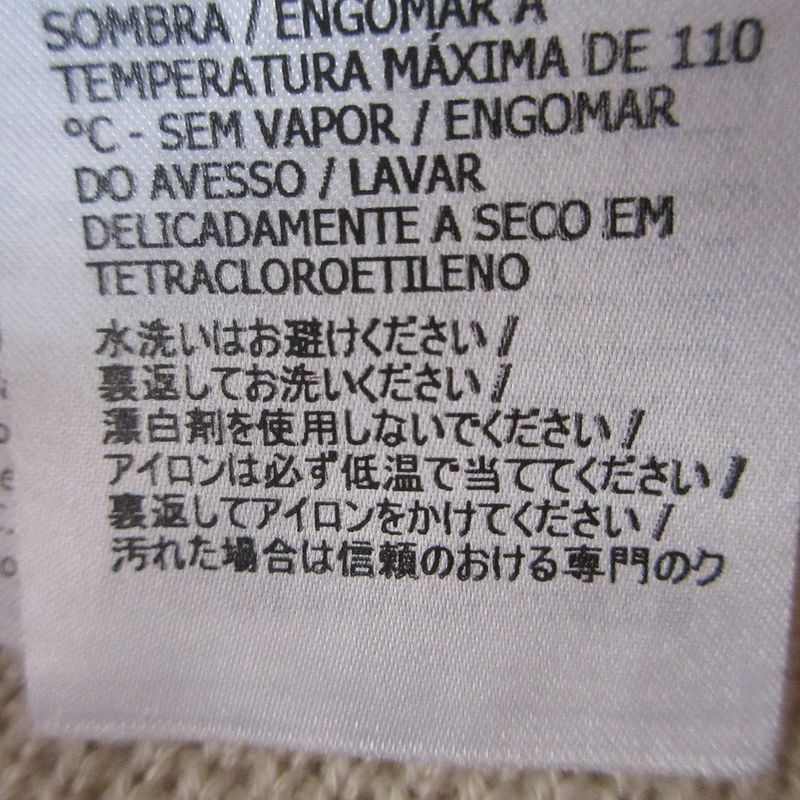 SOMBRA / ENGOMAR A
TEMPERATURA MÁXIMA DE 110
°C - SEM VAPOR / ENGOMAR
DO AVESSO / LAVAR
DELICADAMENTE A SECO EM
TETRACLOROETILENO
水洗いはお避けください /
裏返してお洗いください /
漂白剤を使用しないでください /
アイロンは必ず低温で当ててください /
裏返してアイロンをかけてください /
汚れた場合は信頼のおける専門のク